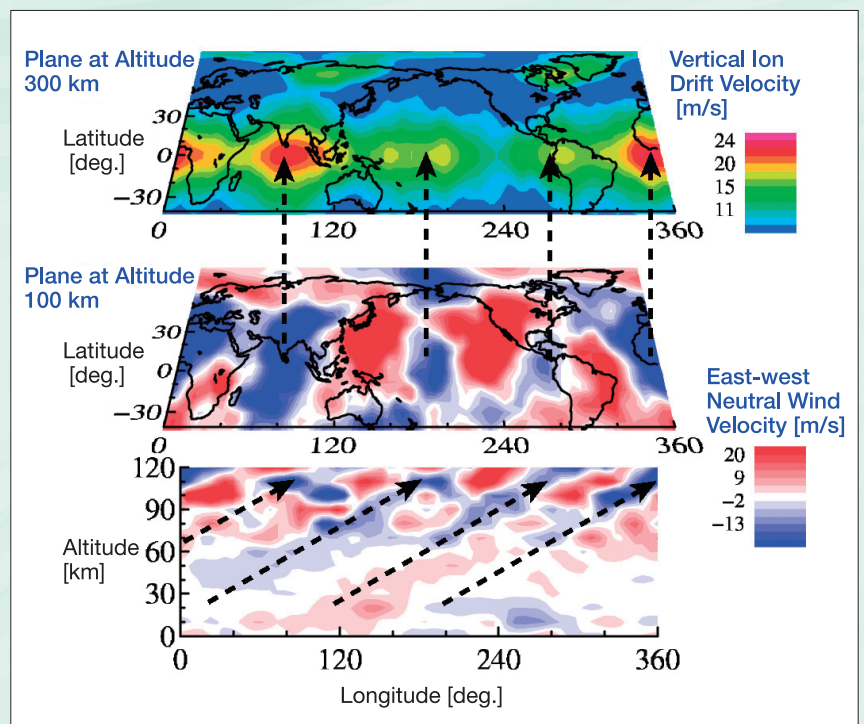 Plane at Altitude
300 km
Vertical Ion
Drift Velocity
[m/s]
30
Latitude
[deg.]
0
−30
24
20
15
11
0
120
240
360
Plane at Altitude
100 km
30
Latitude
[deg.]
0
−30
0
120
240
360
East-west
Neutral Wind
Velocity [m/s]
20
9
−2
−13
120
90
Altitude
[km]
60
30
0
0
120
240
360
Longitude [deg.]